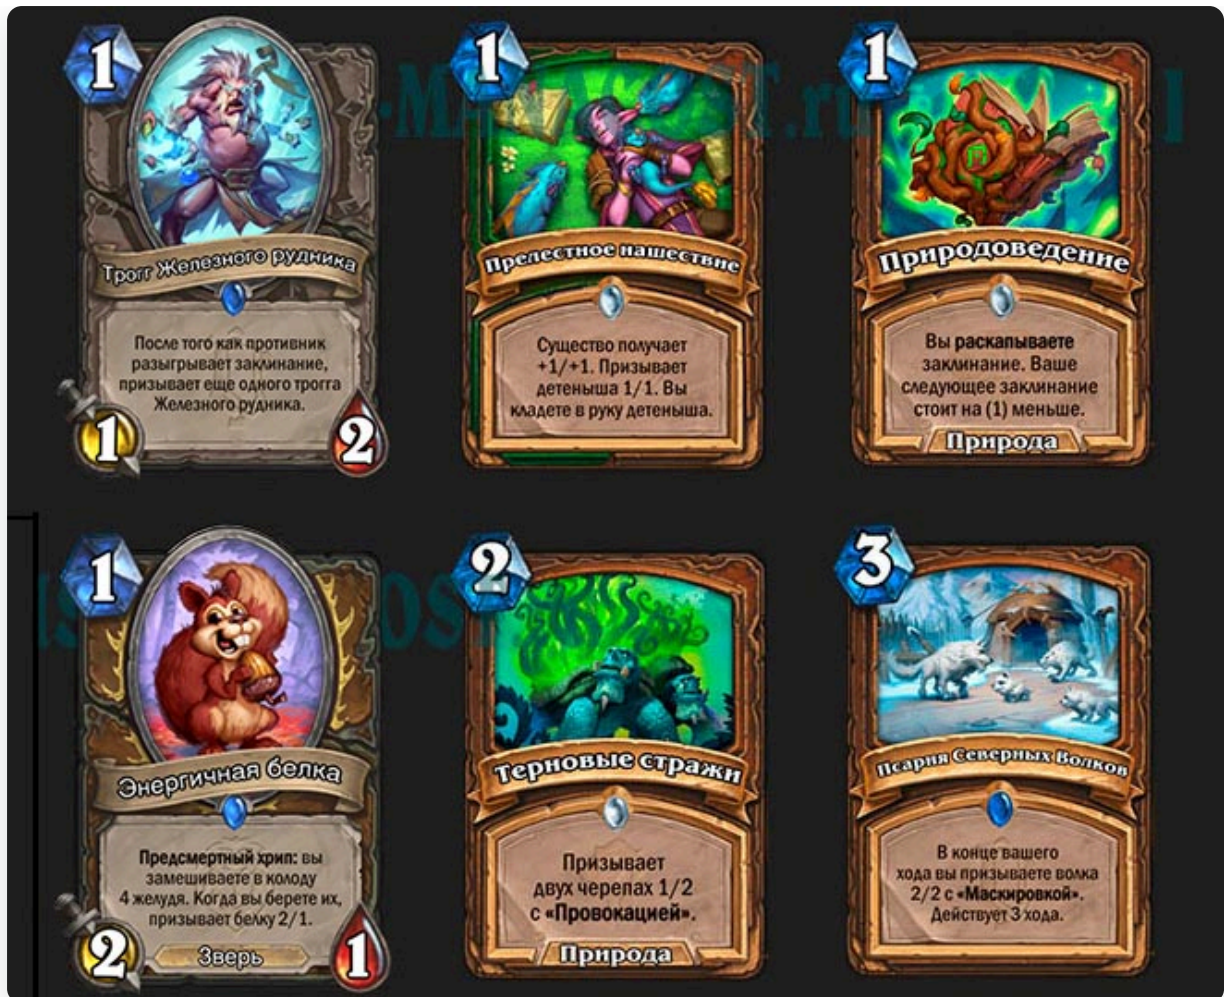 1
Трогг Железного рудника
После того как противник
разыгрывает заклинание,
призывает еще одного трогга
Железного рудника.
1
2
1
Прелестное нашествие
Существо получает
+1/+1. Призывает
детеныша 1/1. Вы
кладете в руку детеныша.
1
Природоведение
Вы раскапываете
заклинание. Ваше
следующее заклинание
стоит на (1) меньше.
Природа
1
Энергичная белка
Предсмертный хрип: вы
замешиваете в колоду
4 желудя. Когда вы берете их,
призывает белку 2/1.
Зверь
2
1
2
Терновые стражи
Призывает
двух черепах 1/2
с «Провокацией».
Природа
3
Псарня Северных Волков
В конце вашего
хода вы призываете волка
2/2 с «Маскировкой».
Действует 3 хода.